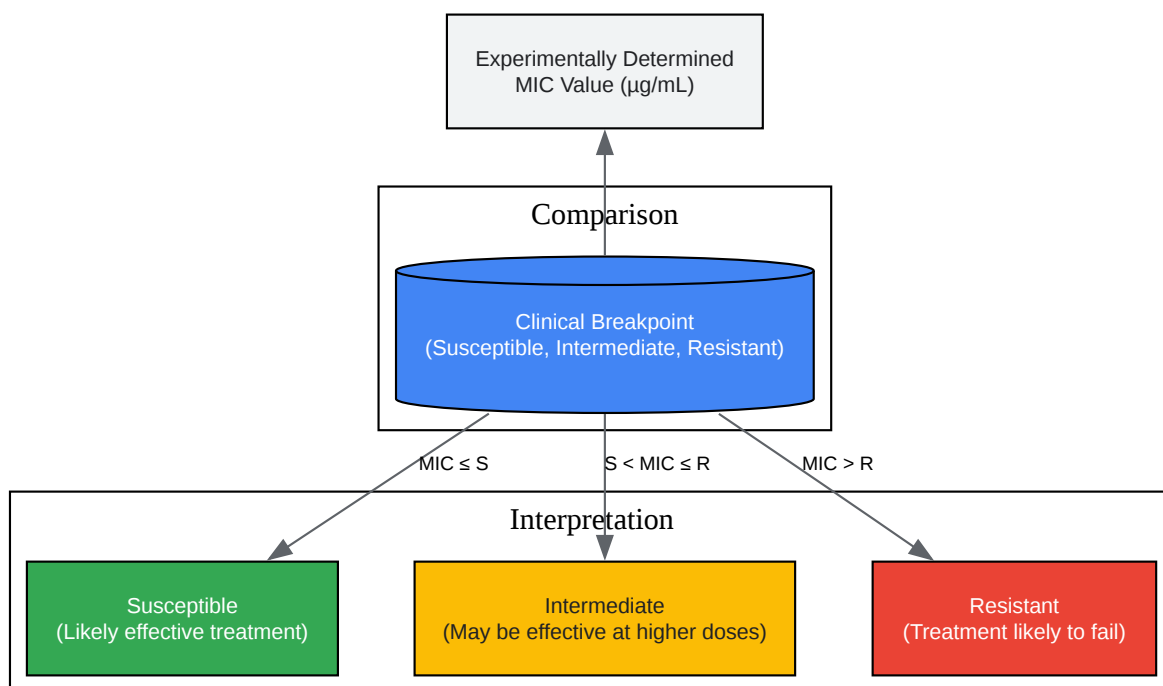 Experimentally Determined
MIC Value (µg/mL)
Comparison
Clinical Breakpoint
(Susceptible, Intermediate, Resistant)
MIC ≤ S
S < MIC ≤ R
MIC > R
Interpretation
Susceptible
(Likely effective treatment)
Intermediate
(May be effective at higher doses)
Resistant
(Treatment likely to fail)